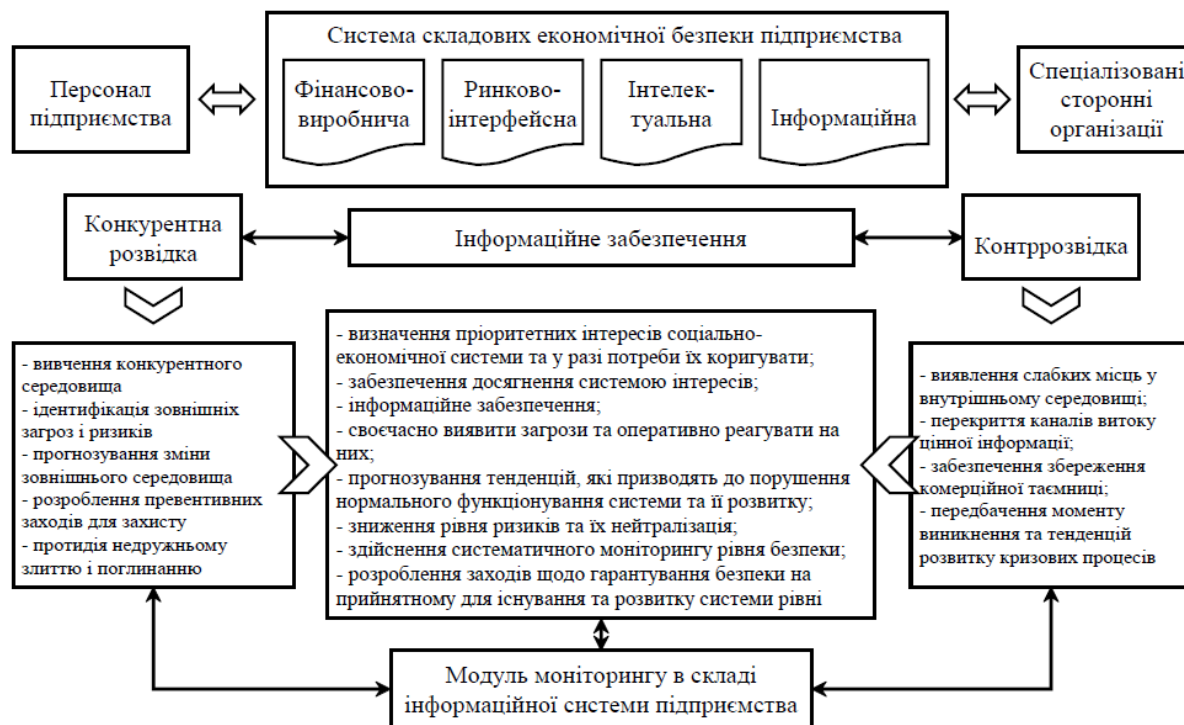 Система складових економічної безпеки підприємства
Персонал
підприємства
Фінансово-
виробнича
Ринково-
інтерфейсна
Інтелек-
туальна
Інформаційна
Спеціалізовані
сторонні
організації
Конкурентна
розвідка
Інформаційне забезпечення
Контррозвідка
- вивчення конкурентного
середовища
- ідентифікація зовнішніх
загроз і ризиків
- прогнозування зміни
зовнішнього середовища
- розроблення превентивних
заходів для захисту
- протидія недружньому
злиттю і поглинанню
- визначення пріоритетних інтересів соціально-
економічної системи та у разі потреби їх коригувати;
- забезпечення досягнення системою інтересів;
- інформаційне забезпечення;
- своєчасно виявити загрози та оперативно реагувати на
них;
- прогнозування тенденцій, які призводять до порушення
нормального функціонування системи та її розвитку;
- зниження рівня ризиків та їх нейтралізація;
- здійснення систематичного моніторингу рівня безпеки;
- розроблення заходів щодо гарантування безпеки на
прийнятному для існування та розвитку системи рівні
- виявлення слабких місць у
внутрішньому середовищі;
- перекриття каналів витоку
цінної інформації;
- забезпечення збереження
комерційної таємниці;
- передбачення моменту
виникнення та тенденцій
розвитку кризових процесів
Модуль моніторингу в складі
інформаційної системи підприємства